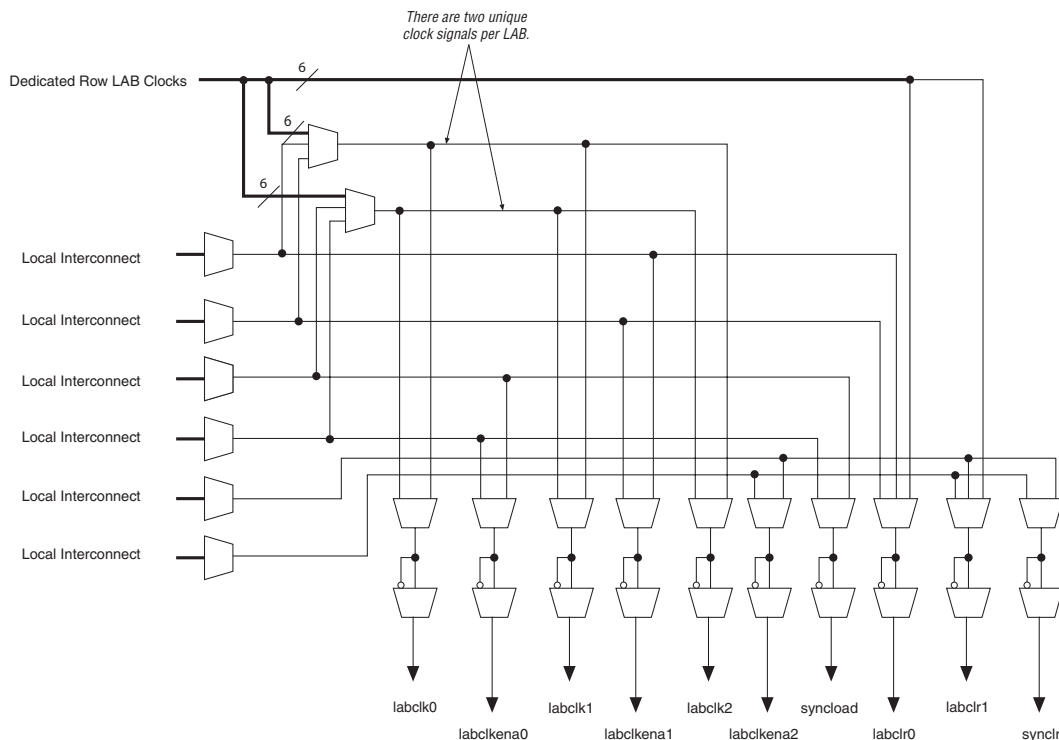 There are two unique
clock signals per LAB.
6
Dedicated Row LAB Clocks
6
6
Local Interconnect
Local Interconnect
Local Interconnect
Local Interconnect
Local Interconnect
Local Interconnect
labclk0
labclk1
labclk2
syncload
labclr1
labclkena0
labclkena1
labclkena2
labclr0
synclr